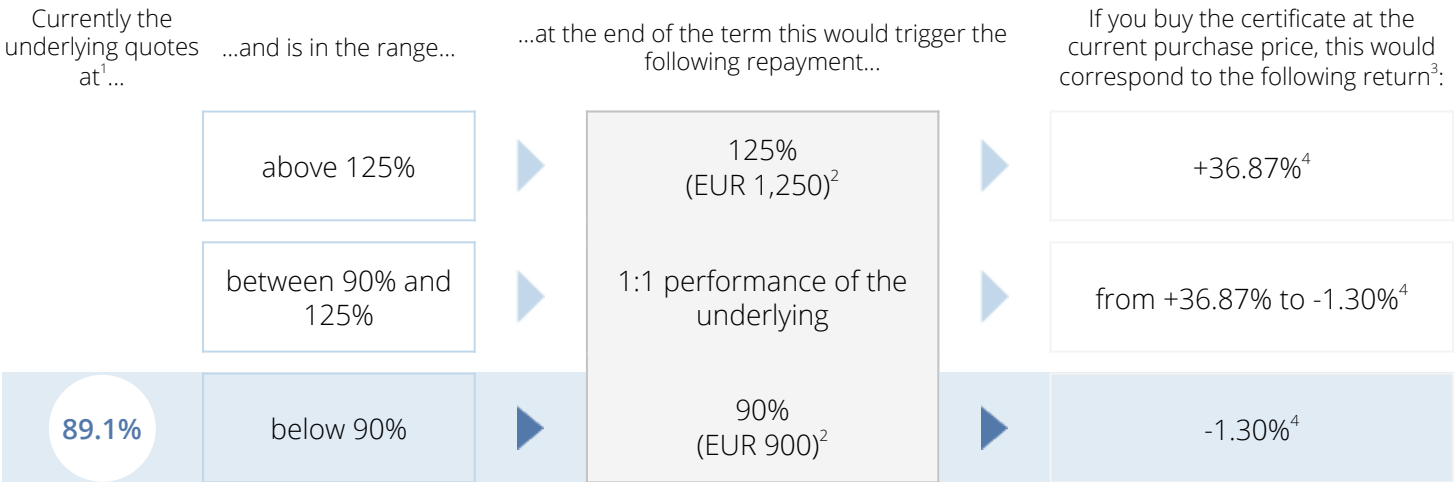 Currently the
underlying quotes
at¹...
...and is in the range...
...at the end of the term this would trigger the
following repayment...
If you buy the certificate at the
current purchase price, this would
correspond to the following return³:
above 125%
125%
(EUR 1,250)²
+36.87%⁴
between 90% and
125%
1:1 performance of the
underlying
from +36.87% to -1.30%⁴
89.1%
below 90%
90%
(EUR 900)²
-1.30%⁴